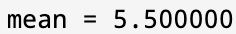 mean = 5.500000